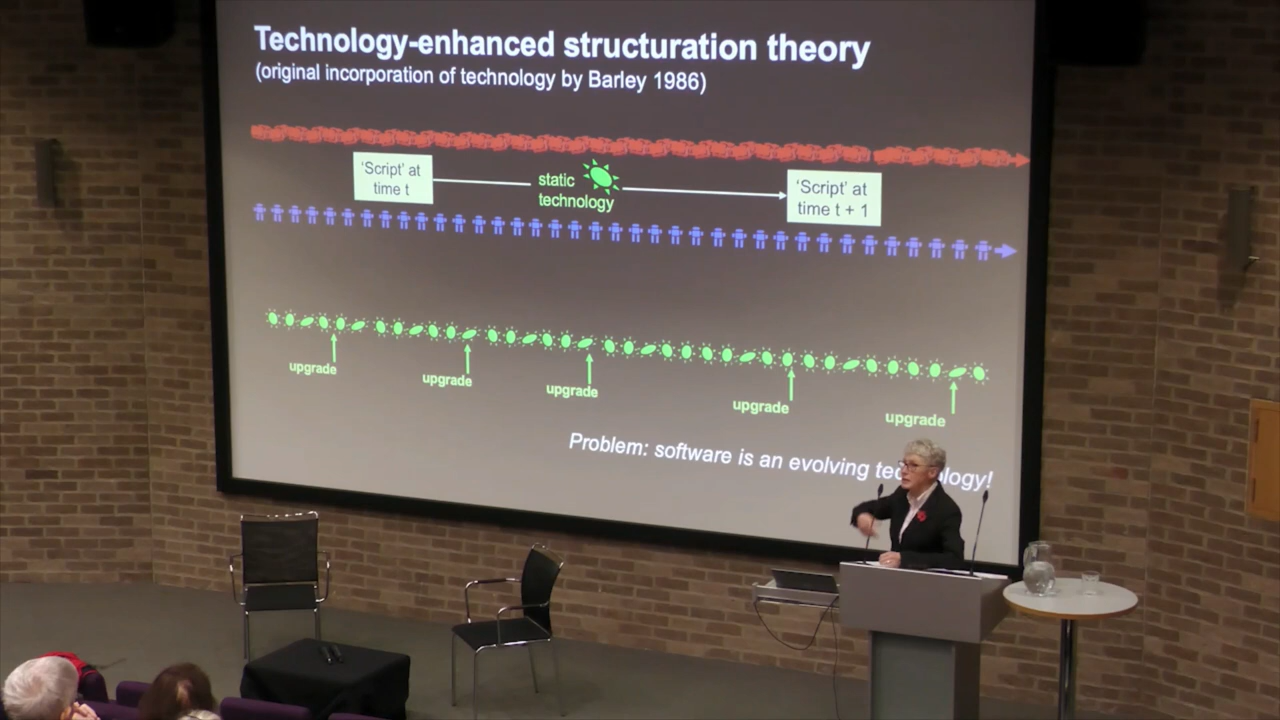 Technology-enhanced structuration theory
(original incorporation of technology by Barley 1986)
'Script' at
time t
static
technology
'Script' at
time t + 1
upgrade
upgrade
upgrade
upgrade
upgrade
Problem: software is an evolving